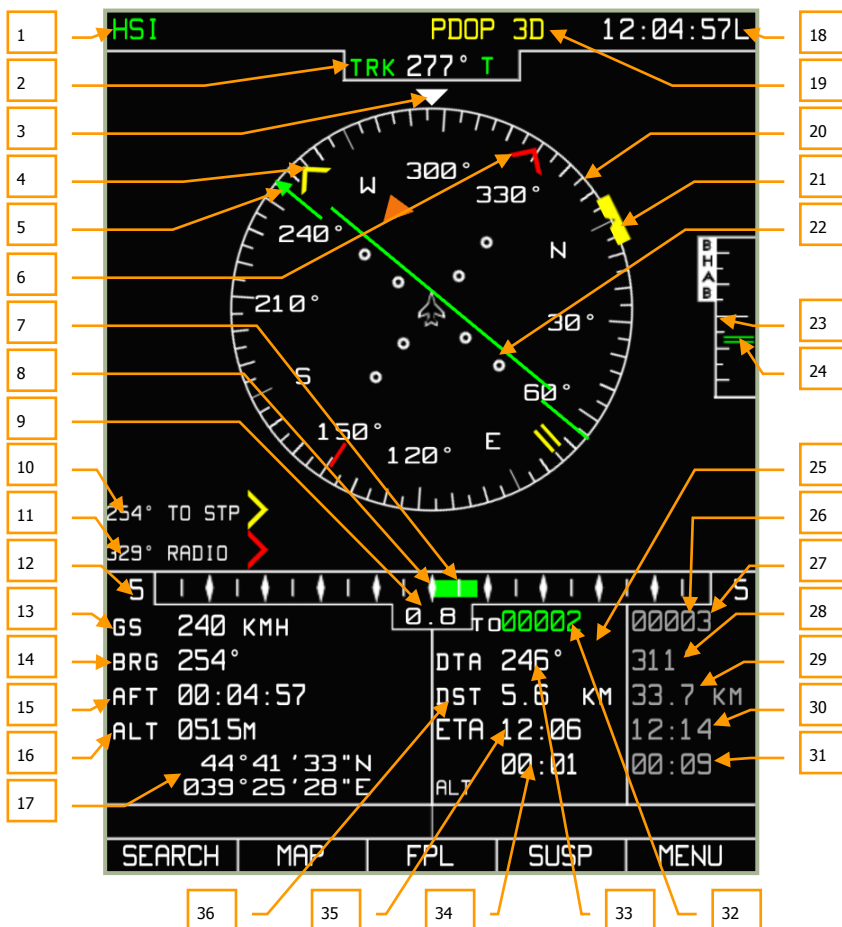 HSI PDOP 3D 12:04:57L
TRK 277° T
W 300° 330°
240° N
210° 30°
S 60°
150° 120° E
B
H
A
B
254° TO STP
329° RADIO
5 5
0.8
GS 240 KMH
BRG 254°
AFT 00:04:57
ALT 0515M
44°41'33"N
039°25'28"E
TO 00002 00003
DTA 246° 311
DST 5.6 KM 33.7 KM
ETA 12:06 12:14
00:01 00:09
ALT
SEARCH MAP FPL SUSP MENU
1
2
3
4
5
6
7
8
9
10
11
12
13
14
15
16
17
18
19
20
21
22
23
24
25
26
27
28
29
30
31
36 35 34 33 32